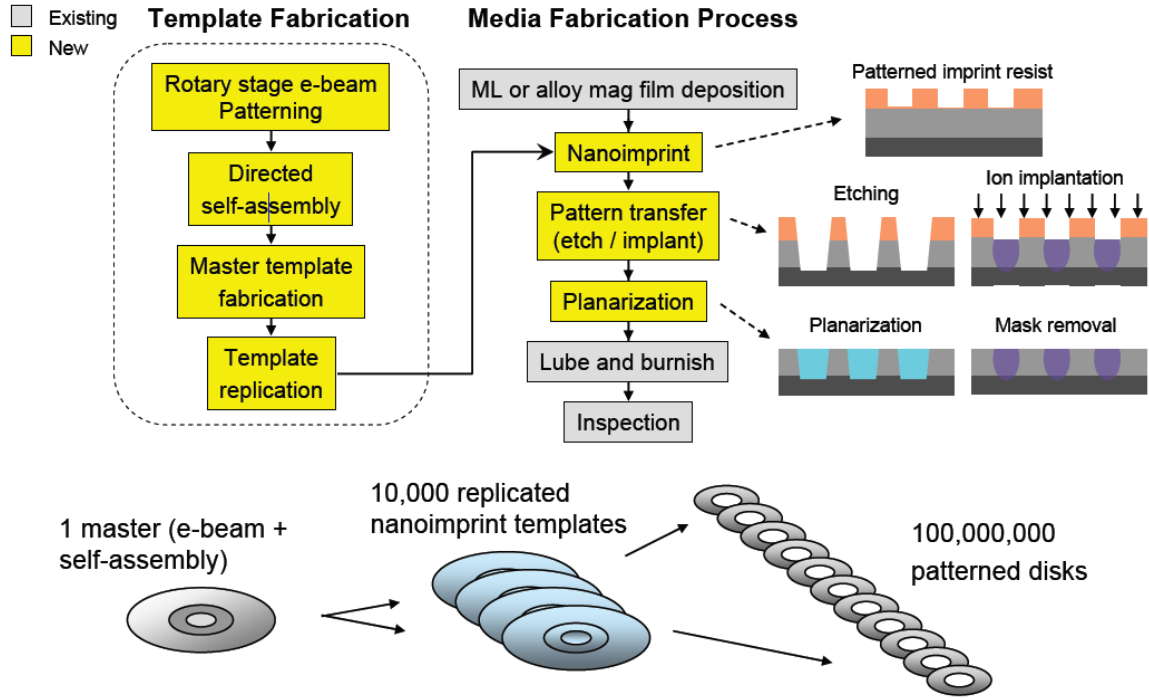 Existing
New
Template Fabrication
Rotary stage e-beam
Patterning
Directed
self-assembly
Master template
fabrication
Template
replication
Media Fabrication Process
ML or alloy mag film deposition
Nanoimprint
Pattern transfer
(etch / implant)
Planarization
Lube and burnish
Inspection
Patterned imprint resist
Etching
Ion implantation
Planarization
Mask removal
1 master (e-beam +
self-assembly)
10,000 replicated
nanoimprint templates
100,000,000
patterned disks